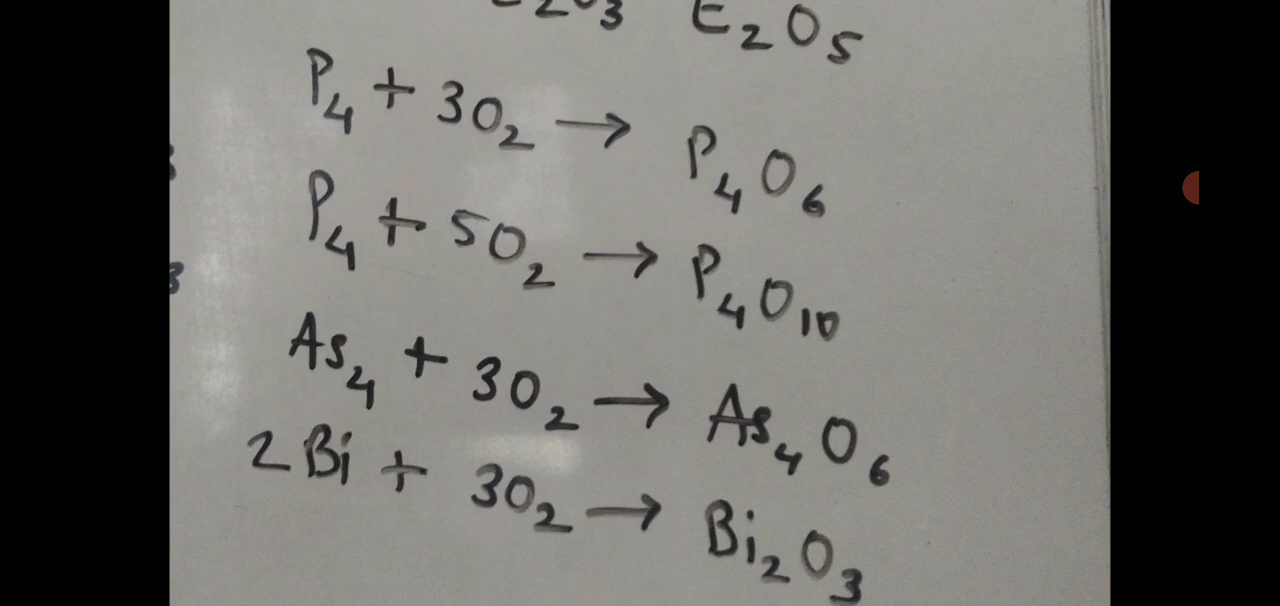 E₂O₅
P₄ + 3O₂ → P₄O₆
P₄ + 5O₂ → P₄O₁₀
As₄ + 3O₂ → As₄O₆
2Bi + 3O₂ → Bi₂O₃